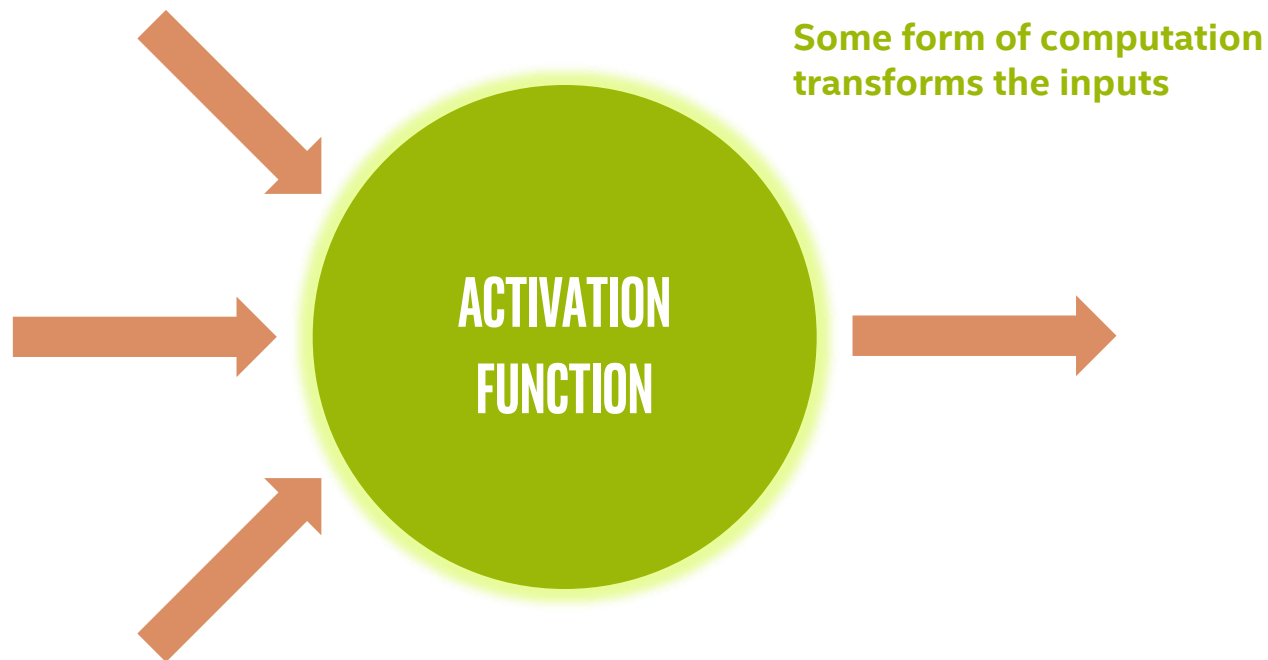 Some form of computation
transforms the inputs
ACTIVATION
FUNCTION